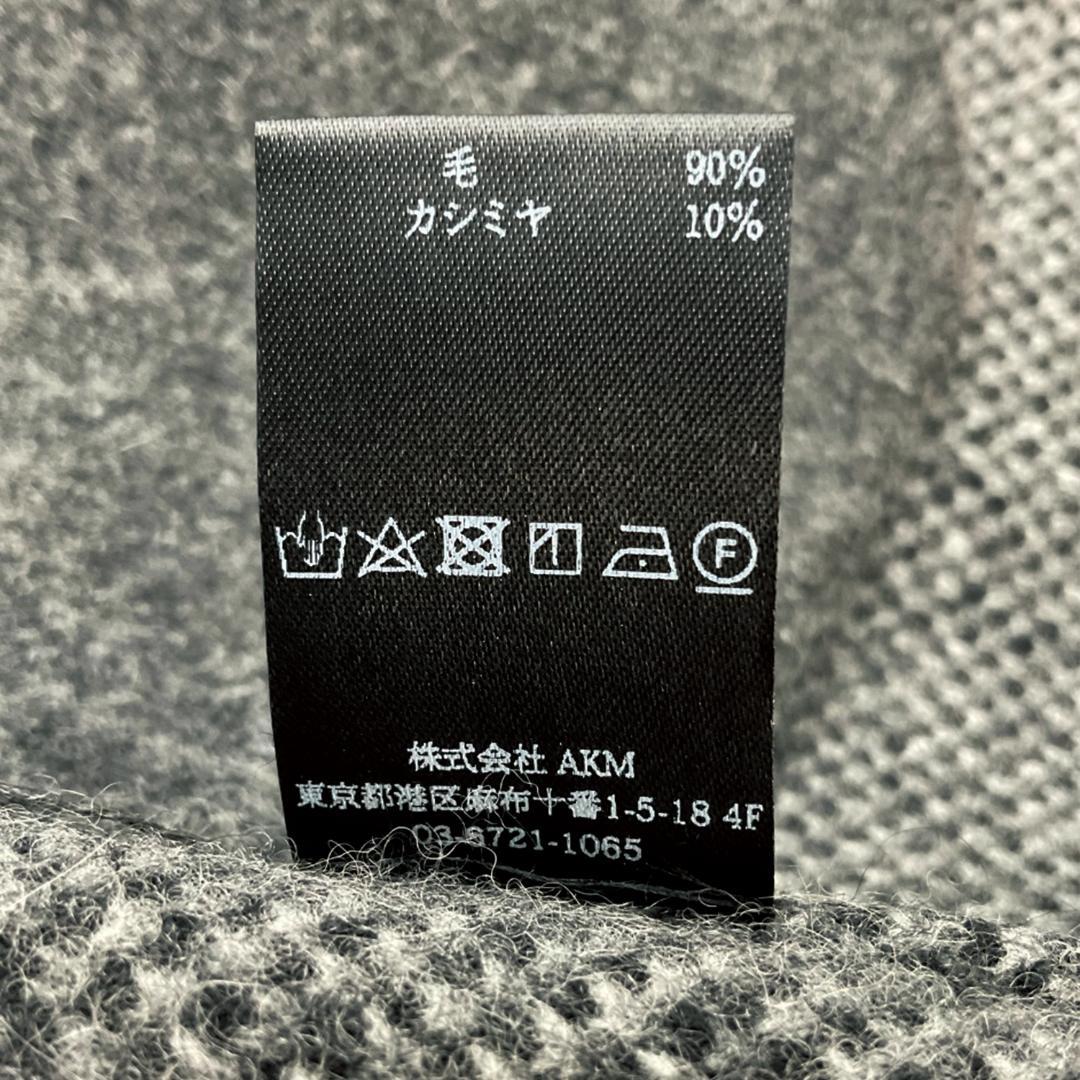 毛 90%
カシミヤ 10%
F
株式会社 AKM
東京都港区麻布十番1-5-18 4F
03-6721-1065